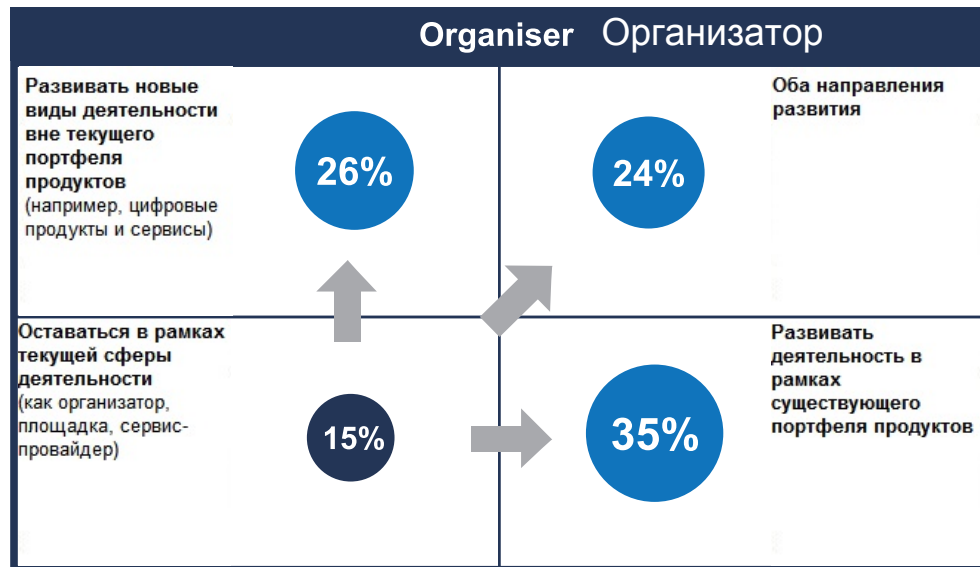 Organiser Организатор
Развивать новые
виды деятельности
вне текущего
портфеля
продуктов
(например, цифровые
продукты и сервисы)
26%
24%
Оба направления
развития
Оставаться в рамках
текущей сферы
деятельности
(как организатор,
площадка, сервис-
провайдер)
15%
35%
Развивать
деятельность в
рамках
существующего
портфеля продуктов